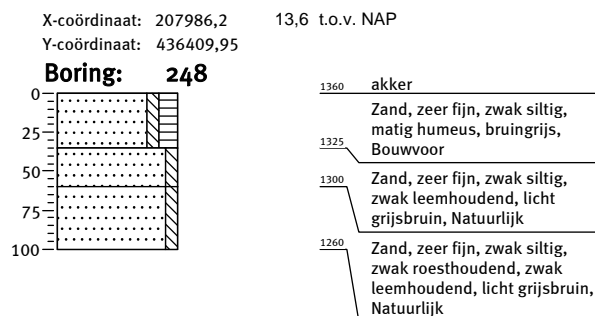 X-coördinaat: 207986,2 13,6 t.o.v. NAP
Y-coördinaat: 436409,95
Boring: 248
0
25
50
75
100
1360 akker
Zand, zeer fijn, zwak siltig,
matig humeus, bruingrijs,
1325 Bouwvoor
1300 Zand, zeer fijn, zwak siltig,
zwak leemhoudend, licht
grijsbruin, Natuurlijk
1260 Zand, zeer fijn, zwak siltig,
zwak roesthoudend, zwak
leemhoudend, licht grijsbruin,
Natuurlijk